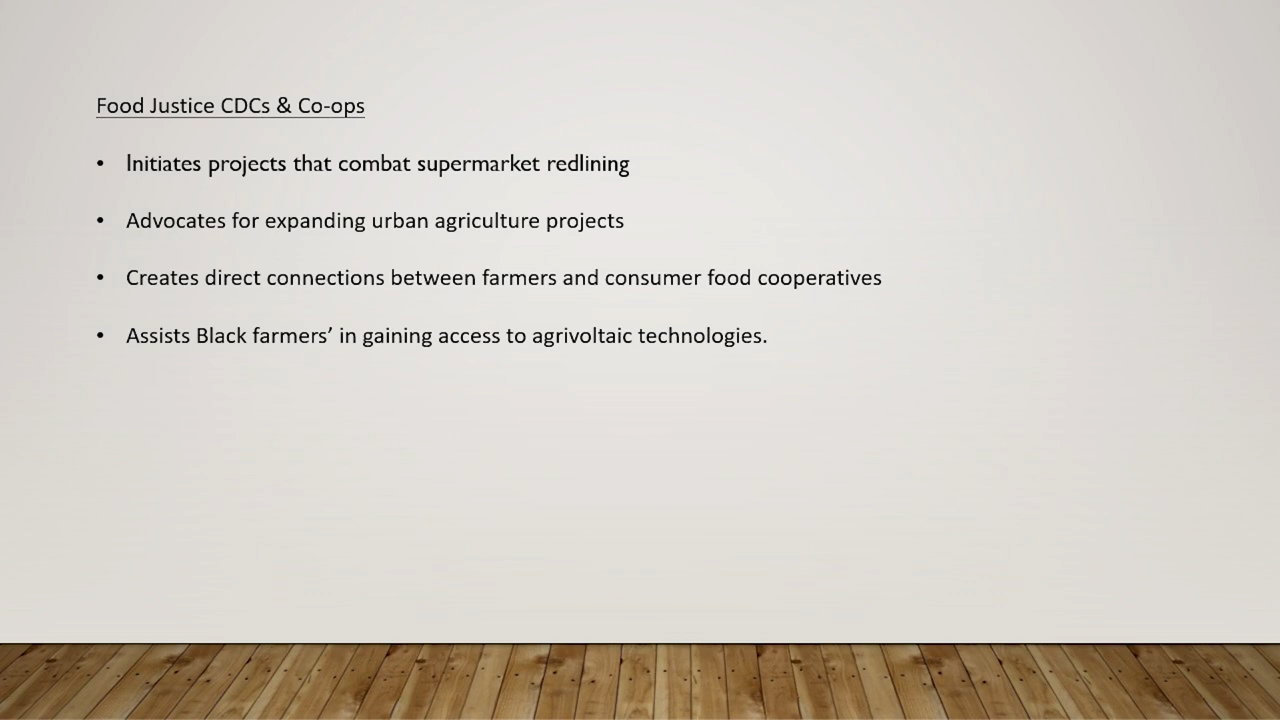 Food Justice CDCs & Co-ops
• Initiates projects that combat supermarket redlining
• Advocates for expanding urban agriculture projects
• Creates direct connections between farmers and consumer food cooperatives
• Assists Black farmers’ in gaining access to agrivoltaic technologies.